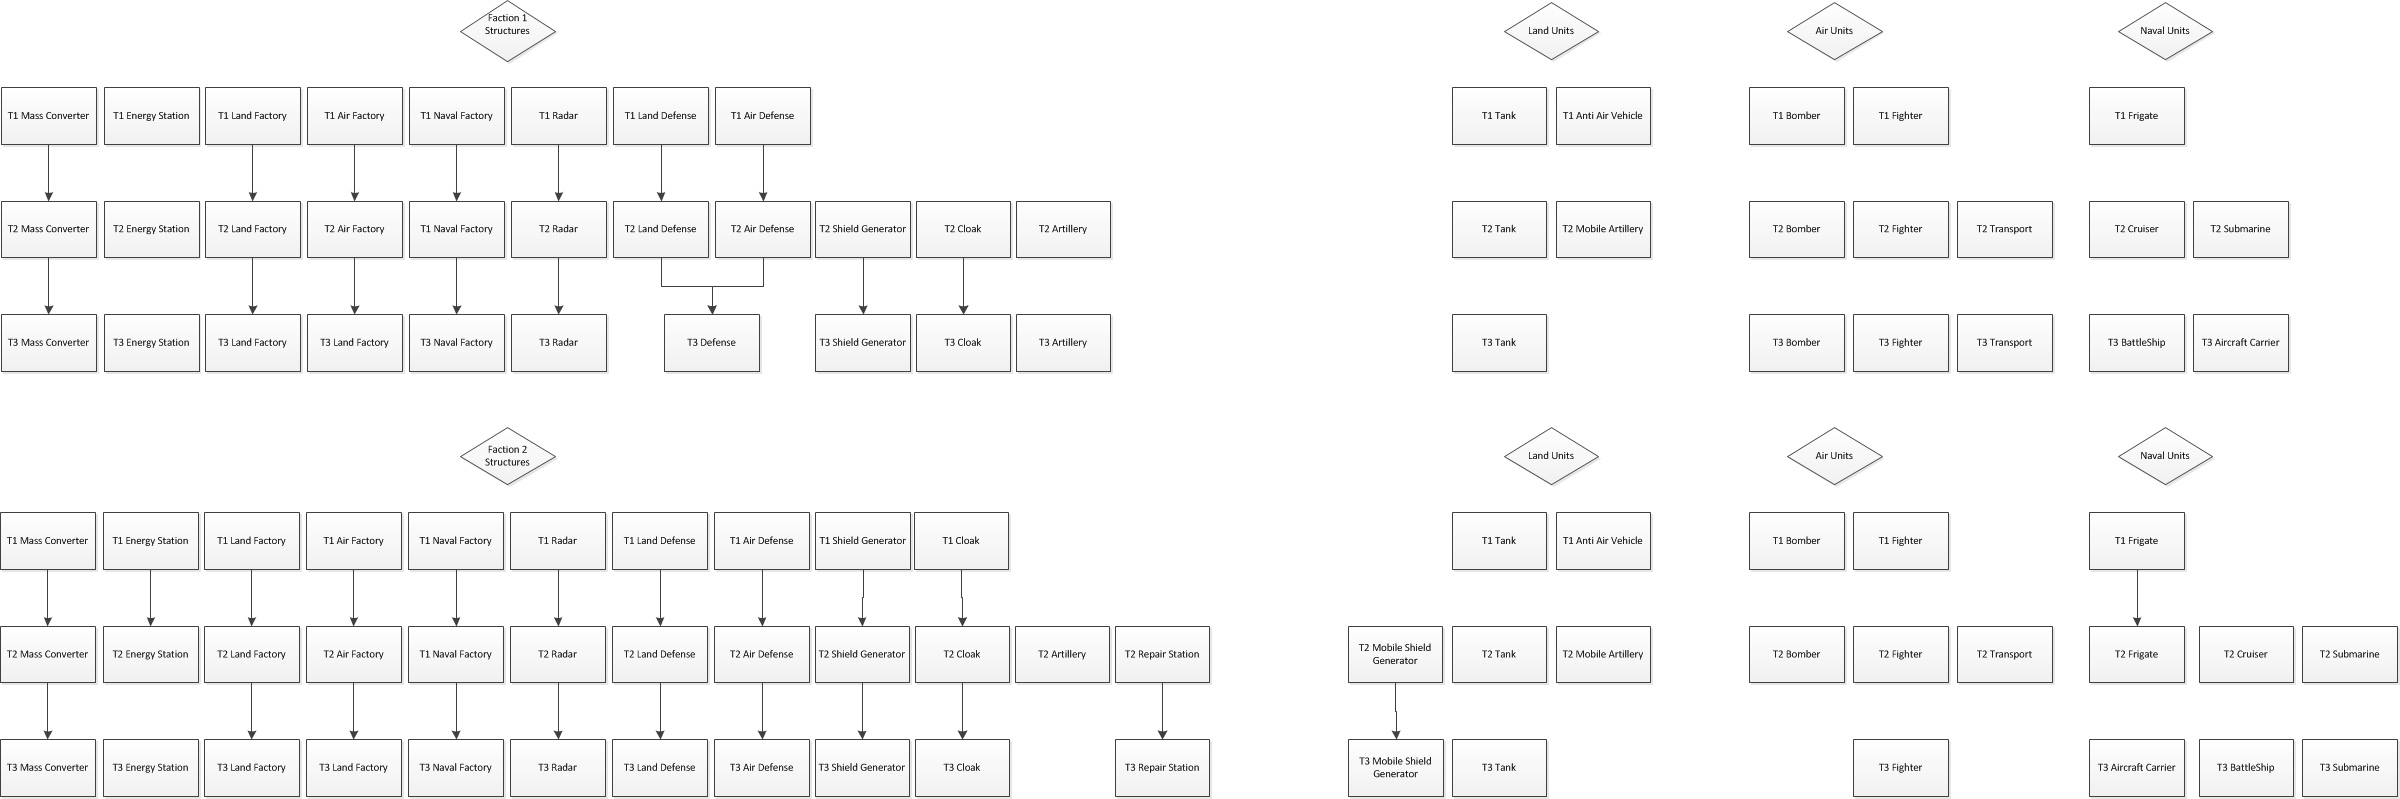 Faction 1
Structures
Land Units
Air Units
Naval Units
T1 Mass Converter
T1 Energy Station
T1 Land Factory
T1 Air Factory
T1 Naval Factory
T1 Radar
T1 Land Defense
T1 Air Defense
T1 Tank
T1 Anti Air Vehicle
T1 Bomber
T1 Fighter
T1 Frigate
T2 Mass Converter
T2 Energy Station
T2 Land Factory
T2 Air Factory
T1 Naval Factory
T2 Radar
T2 Land Defense
T2 Air Defense
T2 Shield Generator
T2 Cloak
T2 Artillery
T2 Tank
T2 Mobile Artillery
T2 Bomber
T2 Fighter
T2 Transport
T2 Cruiser
T2 Submarine
T3 Mass Converter
T3 Energy Station
T3 Land Factory
T3 Land Factory
T3 Naval Factory
T3 Radar
T3 Defense
T3 Shield Generator
T3 Cloak
T3 Artillery
T3 Tank
T3 Bomber
T3 Fighter
T3 Transport
T3 BattleShip
T3 Aircraft Carrier
Faction 2
Structures
Land Units
Air Units
Naval Units
T1 Mass Converter
T1 Energy Station
T1 Land Factory
T1 Air Factory
T1 Naval Factory
T1 Radar
T1 Land Defense
T1 Air Defense
T1 Shield Generator
T1 Cloak
T1 Tank
T1 Anti Air Vehicle
T1 Bomber
T1 Fighter
T1 Frigate
T2 Mass Converter
T2 Energy Station
T2 Land Factory
T2 Air Factory
T1 Naval Factory
T2 Radar
T2 Land Defense
T2 Air Defense
T2 Shield Generator
T2 Cloak
T2 Artillery
T2 Repair Station
T2 Mobile Shield
Generator
T2 Tank
T2 Mobile Artillery
T2 Bomber
T2 Fighter
T2 Transport
T2 Frigate
T2 Cruiser
T2 Submarine
T3 Mass Converter
T3 Energy Station
T3 Land Factory
T3 Land Factory
T3 Naval Factory
T3 Radar
T3 Land Defense
T3 Air Defense
T3 Shield Generator
T3 Cloak
T3 Repair Station
T3 Mobile Shield
Generator
T3 Tank
T3 Fighter
T3 Aircraft Carrier
T3 BattleShip
T3 Submarine